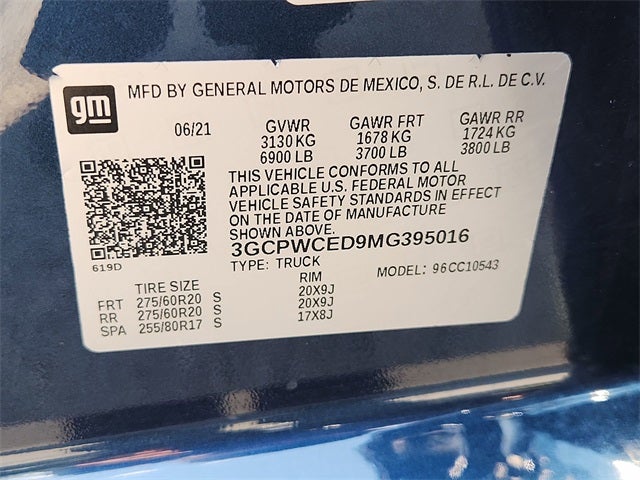 gm
MFD BY GENERAL MOTORS DE MEXICO, S. DE R.L. DE C.V.
06/21
GVWR GAWR FRT GAWR RR
3130 KG 1678 KG 1724 KG
6900 LB 3700 LB 3800 LB
THIS VEHICLE CONFORMS TO ALL
APPLICABLE U.S. FEDERAL MOTOR
VEHICLE SAFETY STANDARDS IN EFFECT
ON THE DATE OF MANUFACTURE
SHOWN ABOVE.
3GCPWCED9MG395016
619D
TYPE: TRUCK MODEL: 96CC10543
TIRE SIZE RIM
FRT 275/60R20 S 20X9J
RR 275/60R20 S 20X9J
SPA 255/80R17 S 17X8J